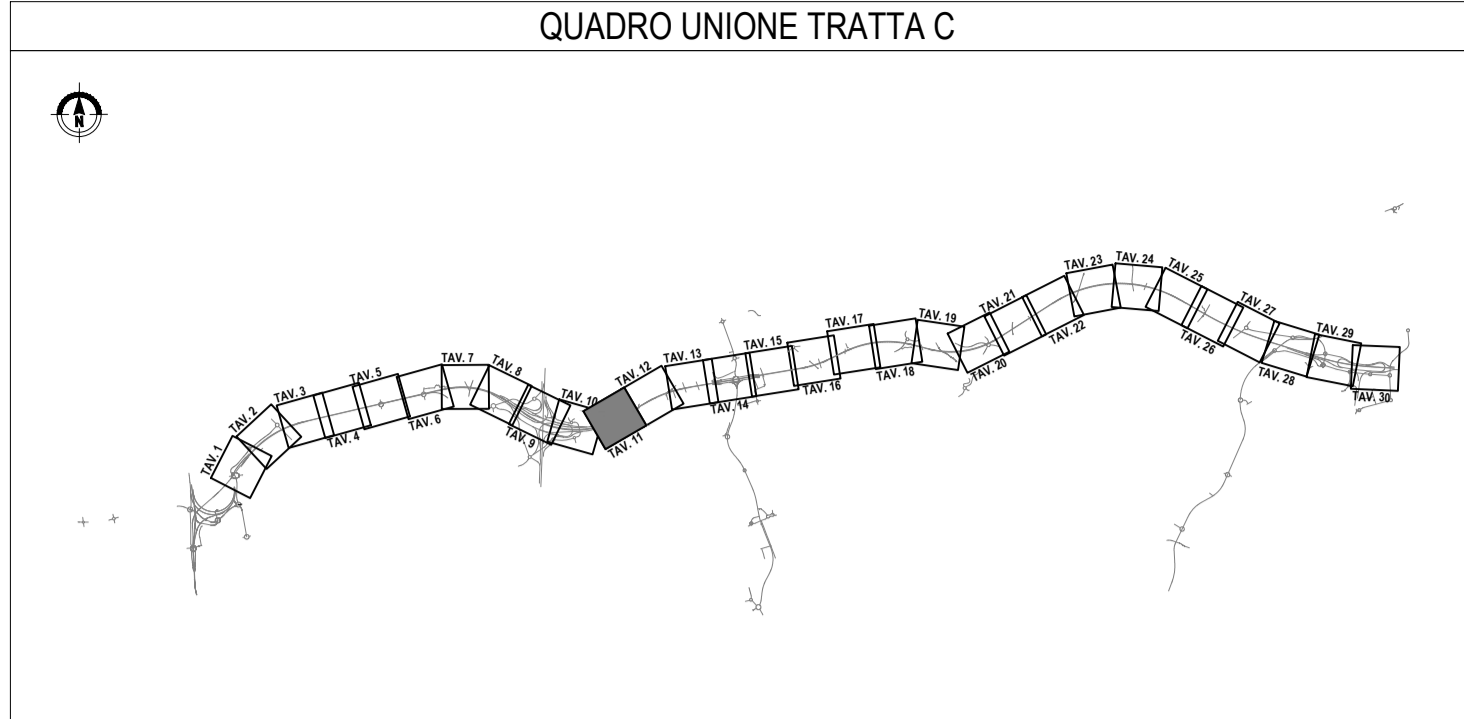 QUADRO UNIONE TRATTA C
N
TAV. 1
TAV. 2
TAV. 3
TAV. 4
TAV. 5
TAV. 6
TAV. 7
TAV. 8
TAV. 9
TAV. 10
TAV. 11
TAV. 12
TAV. 13
TAV. 14
TAV. 15
TAV. 16
TAV. 17
TAV. 18
TAV. 19
TAV. 20
TAV. 21
TAV. 22
TAV. 23
TAV. 24
TAV. 25
TAV. 26
TAV. 27
TAV. 28
TAV. 29
TAV. 30